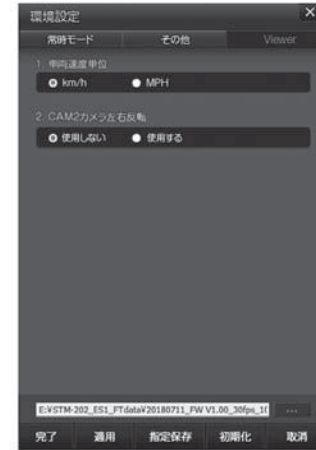 環境設定 ×
常時モード その他 Viewer
1. 車両速度単位
km/h MPH
2. CAM2カメラ左右反転
使用しない 使用する
E:¥STM-202_ES1_FTdata¥20180711_FW V1.00_30fps_1( ...
完了 適用 指定保存 初期化 取消